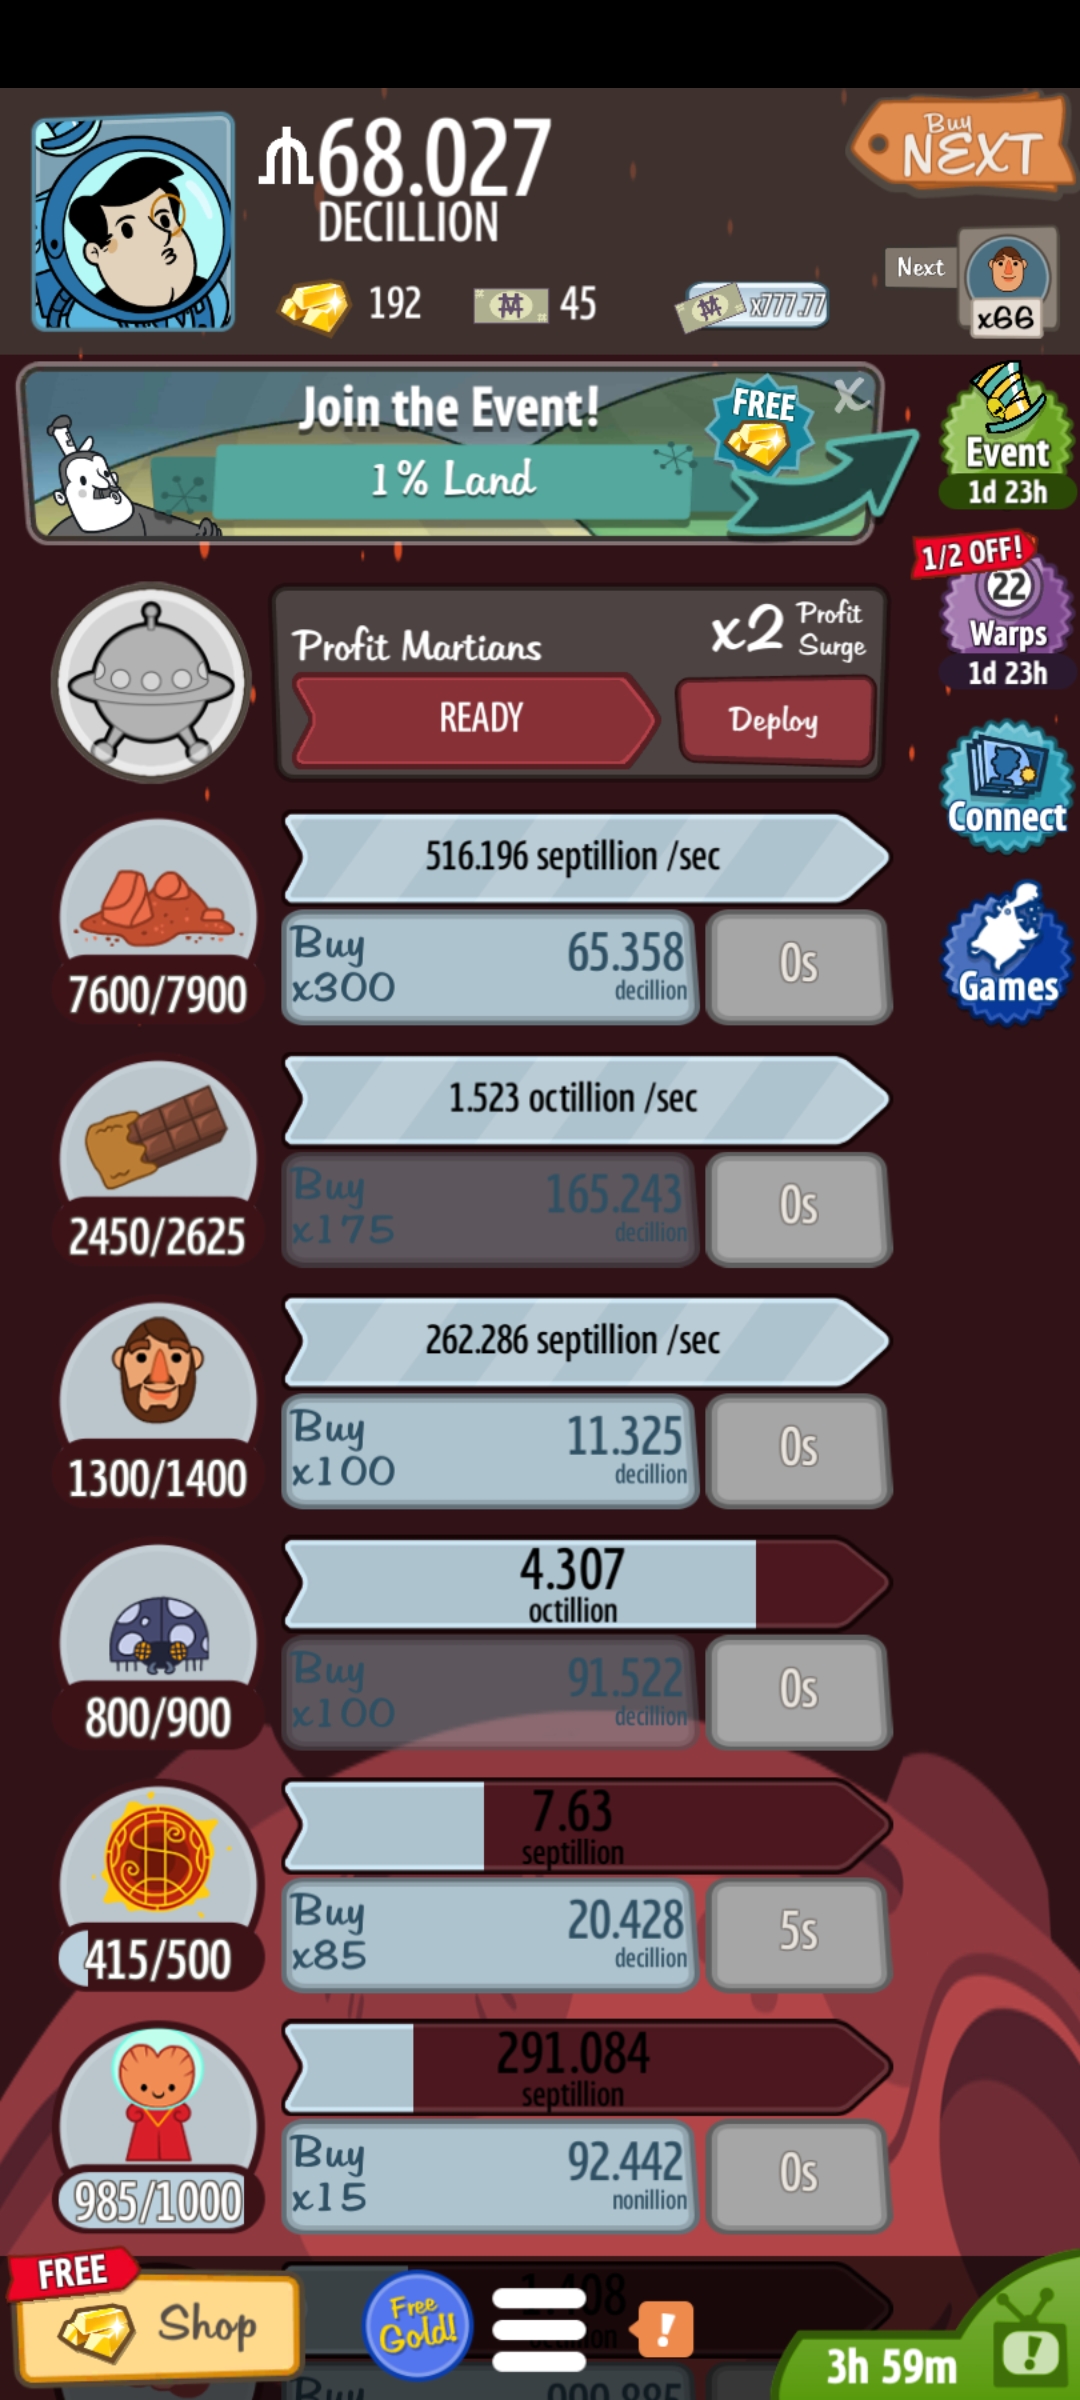 68.027
DECILLION
Buy
NEXT
192
45
x777.77
Next
x66
Join the Event!
FREE
1% Land
Event
1d 23h
1/2 OFF!
22
Warps
1d 23h
Profit Martians
x2 Profit Surge
READY
Deploy
Connect
516.196 septillion /sec
Buy x300
65.358
decillion
0s
7600/7900
Games
1.523 octillion /sec
Buy x175
165.243
decillion
0s
2450/2625
262.286 septillion /sec
Buy x100
11.325
decillion
0s
1300/1400
4.307
octillion
Buy x100
91.522
decillion
0s
800/900
7.63
septillion
Buy x85
20.428
decillion
5s
415/500
291.084
septillion
Buy x15
92.442
nonillion
0s
985/1000
FREE
Shop
Free
Gold!
!
3h 59m
!
Buy